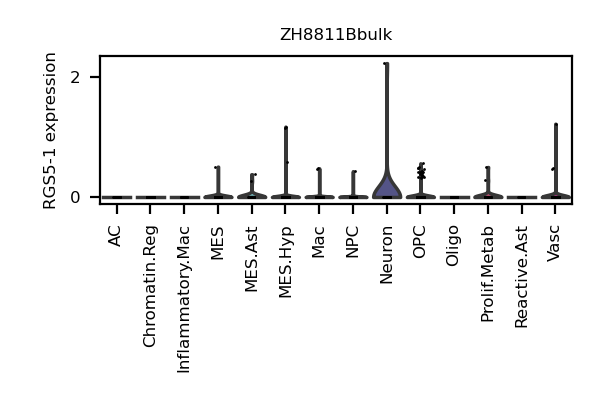 ZH8811Bbulk
RGS5-1 expression
2
0
AC
Chromatin.Reg
Inflammatory.Mac
MES
MES.Ast
MES.Hyp
Mac
NPC
Neuron
OPC
Oligo
Prolif.Metab
Reactive.Ast
Vasc